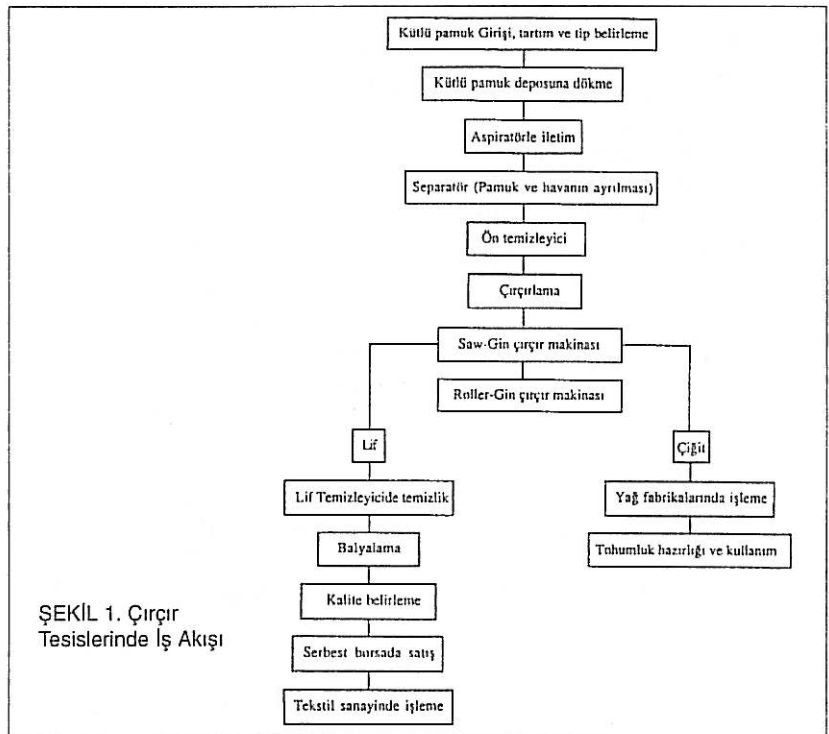 Kütlü pamuk Girişi, tartım ve tip belirleme
Kütlü pamuk deposuna dökme
Aspiratörle iletim
Separatör (Pamuk ve havanın ayrılması)
Ön temizleyici
Çırçırlama
Saw-Gin çırçır makinası
Roller-Gin çırçır makinası
Lif
Çiğit
Lif Temizleyicide temizlik
Yağ fabrikalarında işleme
Balyalama
Tnhumluk hazırlığı ve kullanım
Kalite belirleme
ŞEKİL 1. Çırçır
Tesislerinde İş Akışı
Serbest borsada satış
Tekstil sanayinde işleme